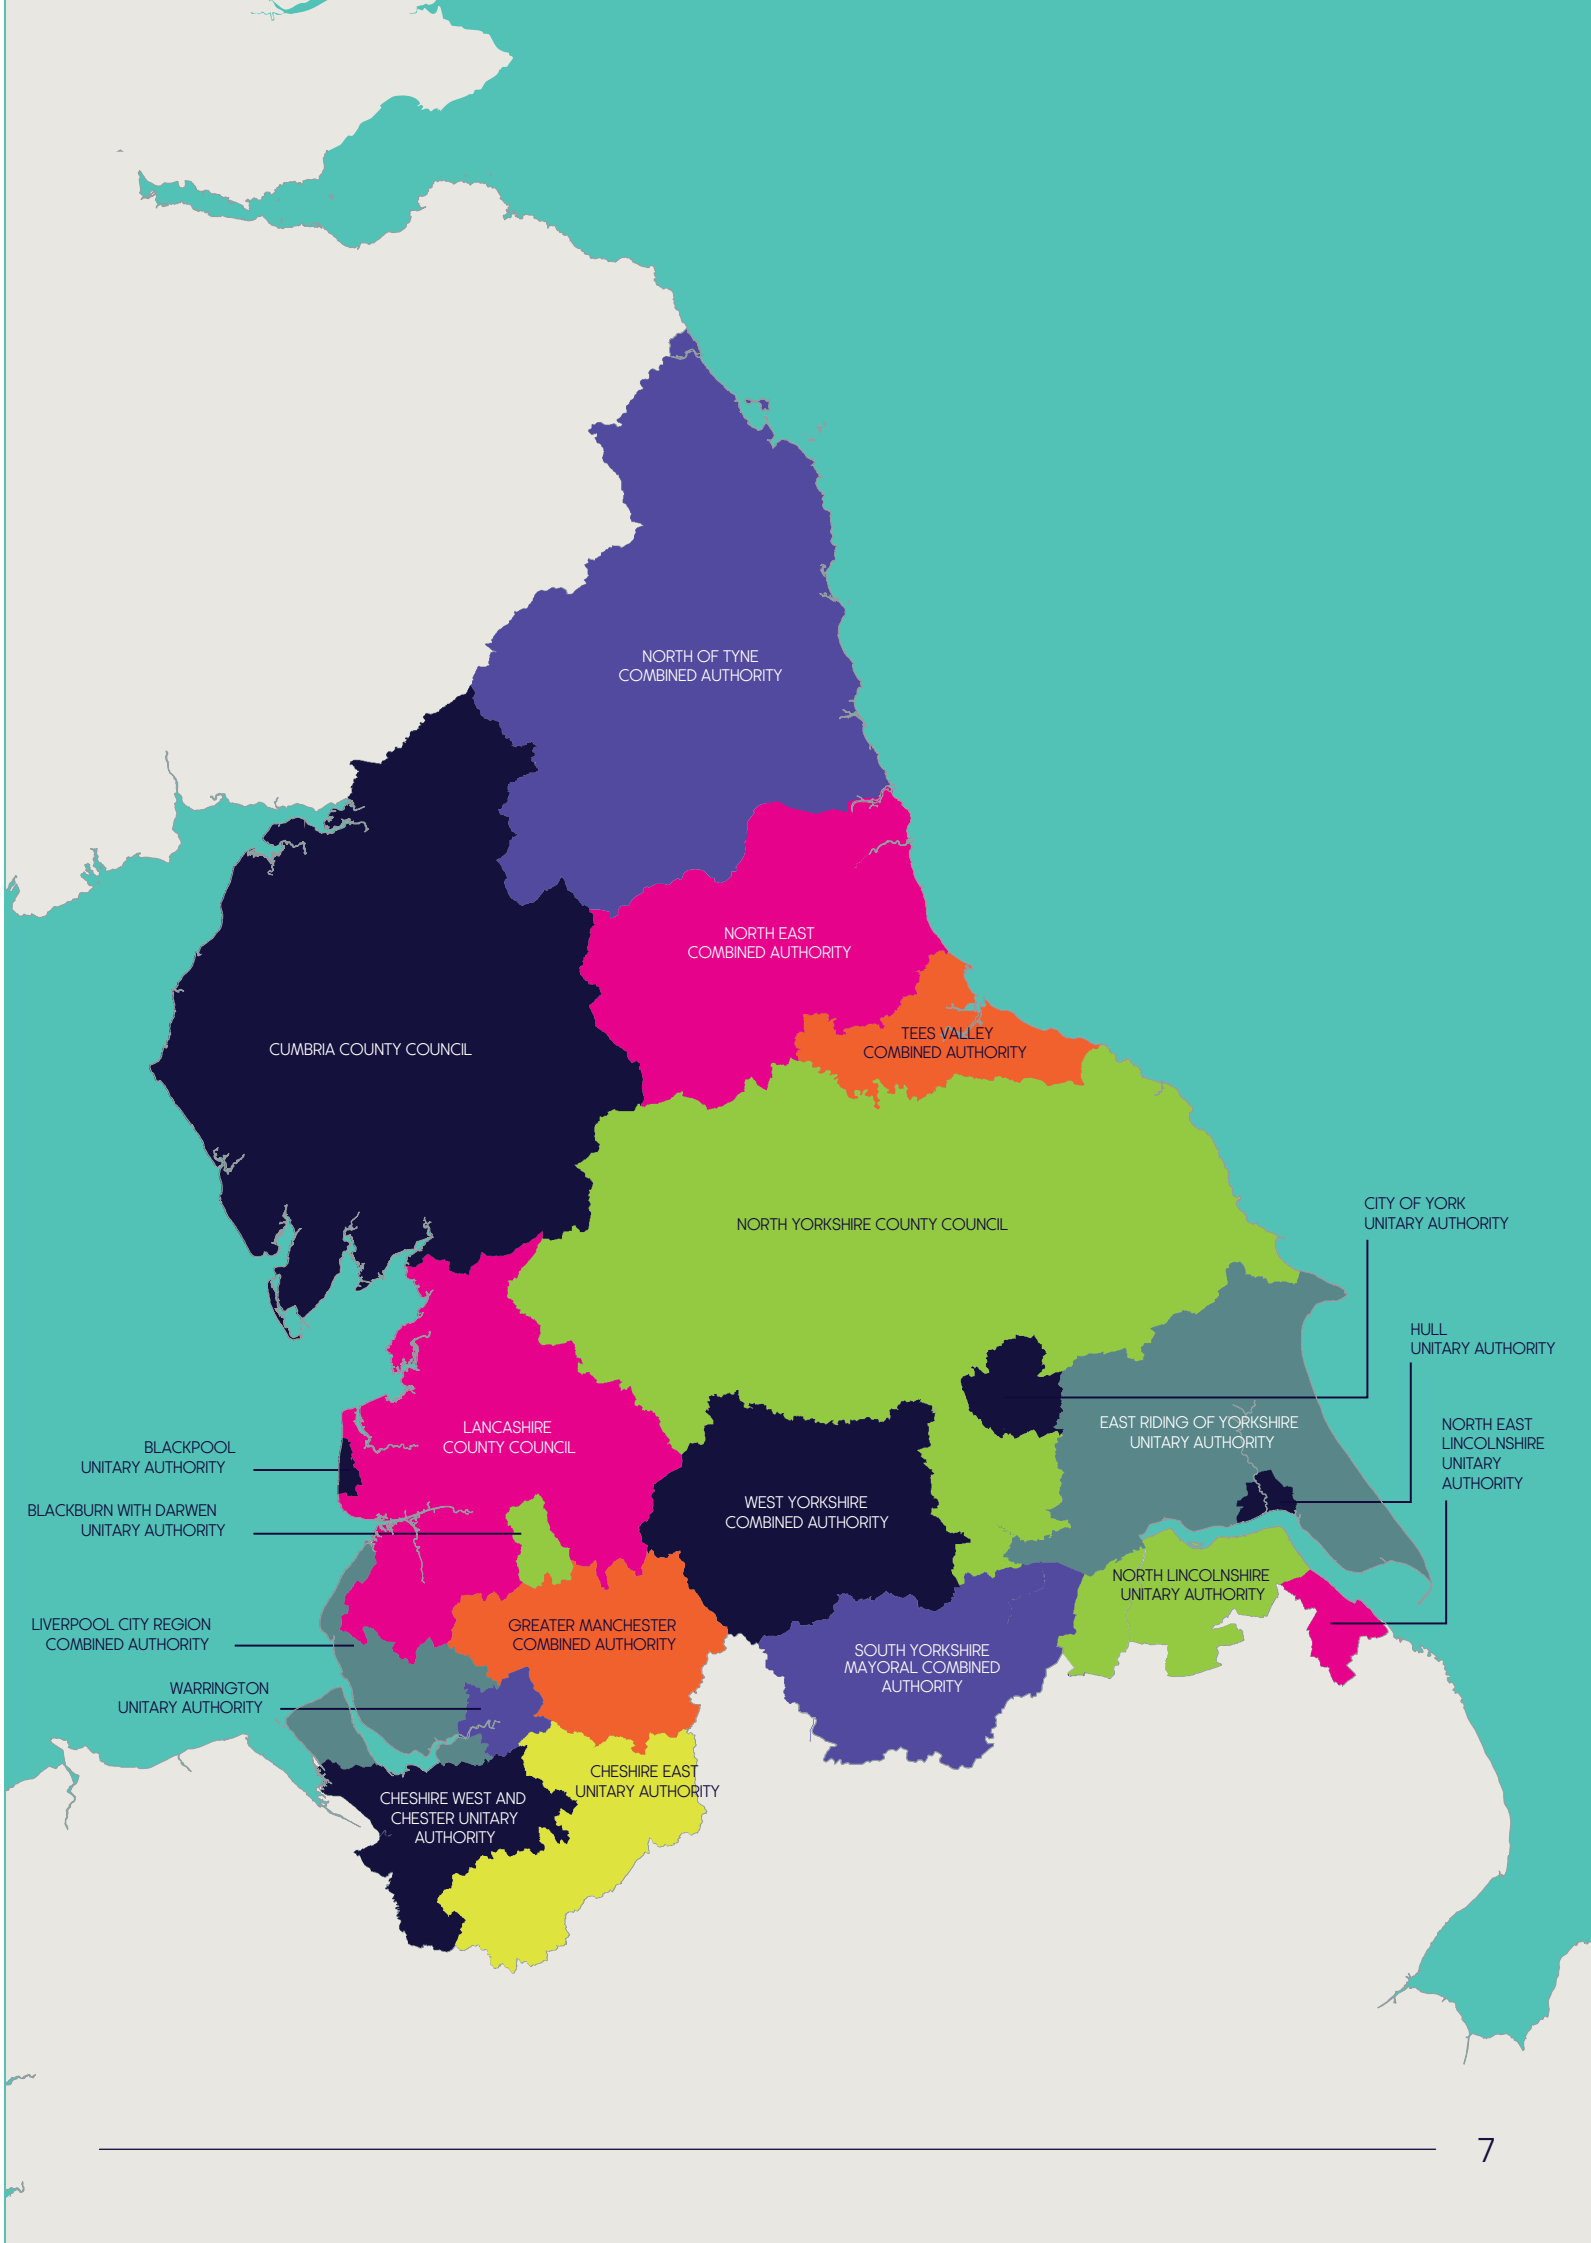 NORTH OF TYNE
COMBINED AUTHORITY
NORTH EAST
COMBINED AUTHORITY
TEES VALLEY
COMBINED AUTHORITY
CUMBRIA COUNTY COUNCIL
NORTH YORKSHIRE COUNTY COUNCIL
CITY OF YORK
UNITARY AUTHORITY
HULL
UNITARY AUTHORITY
EAST RIDING OF YORKSHIRE
UNITARY AUTHORITY
NORTH EAST
LINCOLNSHIRE
UNITARY
AUTHORITY
LANCASHIRE
COUNTY COUNCIL
BLACKPOOL
UNITARY AUTHORITY
BLACKBURN WITH DARWEN
UNITARY AUTHORITY
WEST YORKSHIRE
COMBINED AUTHORITY
NORTH LINCOLNSHIRE
UNITARY AUTHORITY
LIVERPOOL CITY REGION
COMBINED AUTHORITY
GREATER MANCHESTER
COMBINED AUTHORITY
SOUTH YORKSHIRE
MAYORAL COMBINED
AUTHORITY
WARRINGTON
UNITARY AUTHORITY
CHESHIRE EAST
UNITARY AUTHORITY
CHESHIRE WEST AND
CHESTER UNITARY
AUTHORITY
7